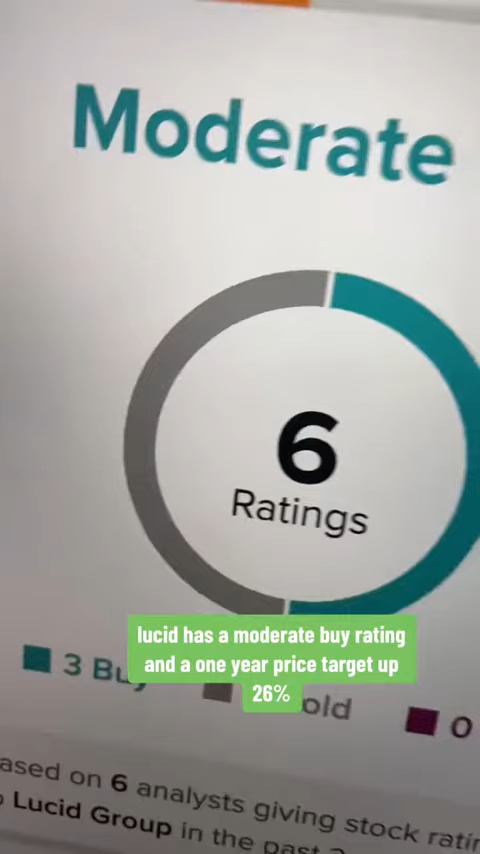 Moderate
6
Ratings
3 Buy
old
0
ased on 6 analysts giving stock ratin
Lucid Group in the past
lucid has a moderate buy rating
and a one year price target up
26%